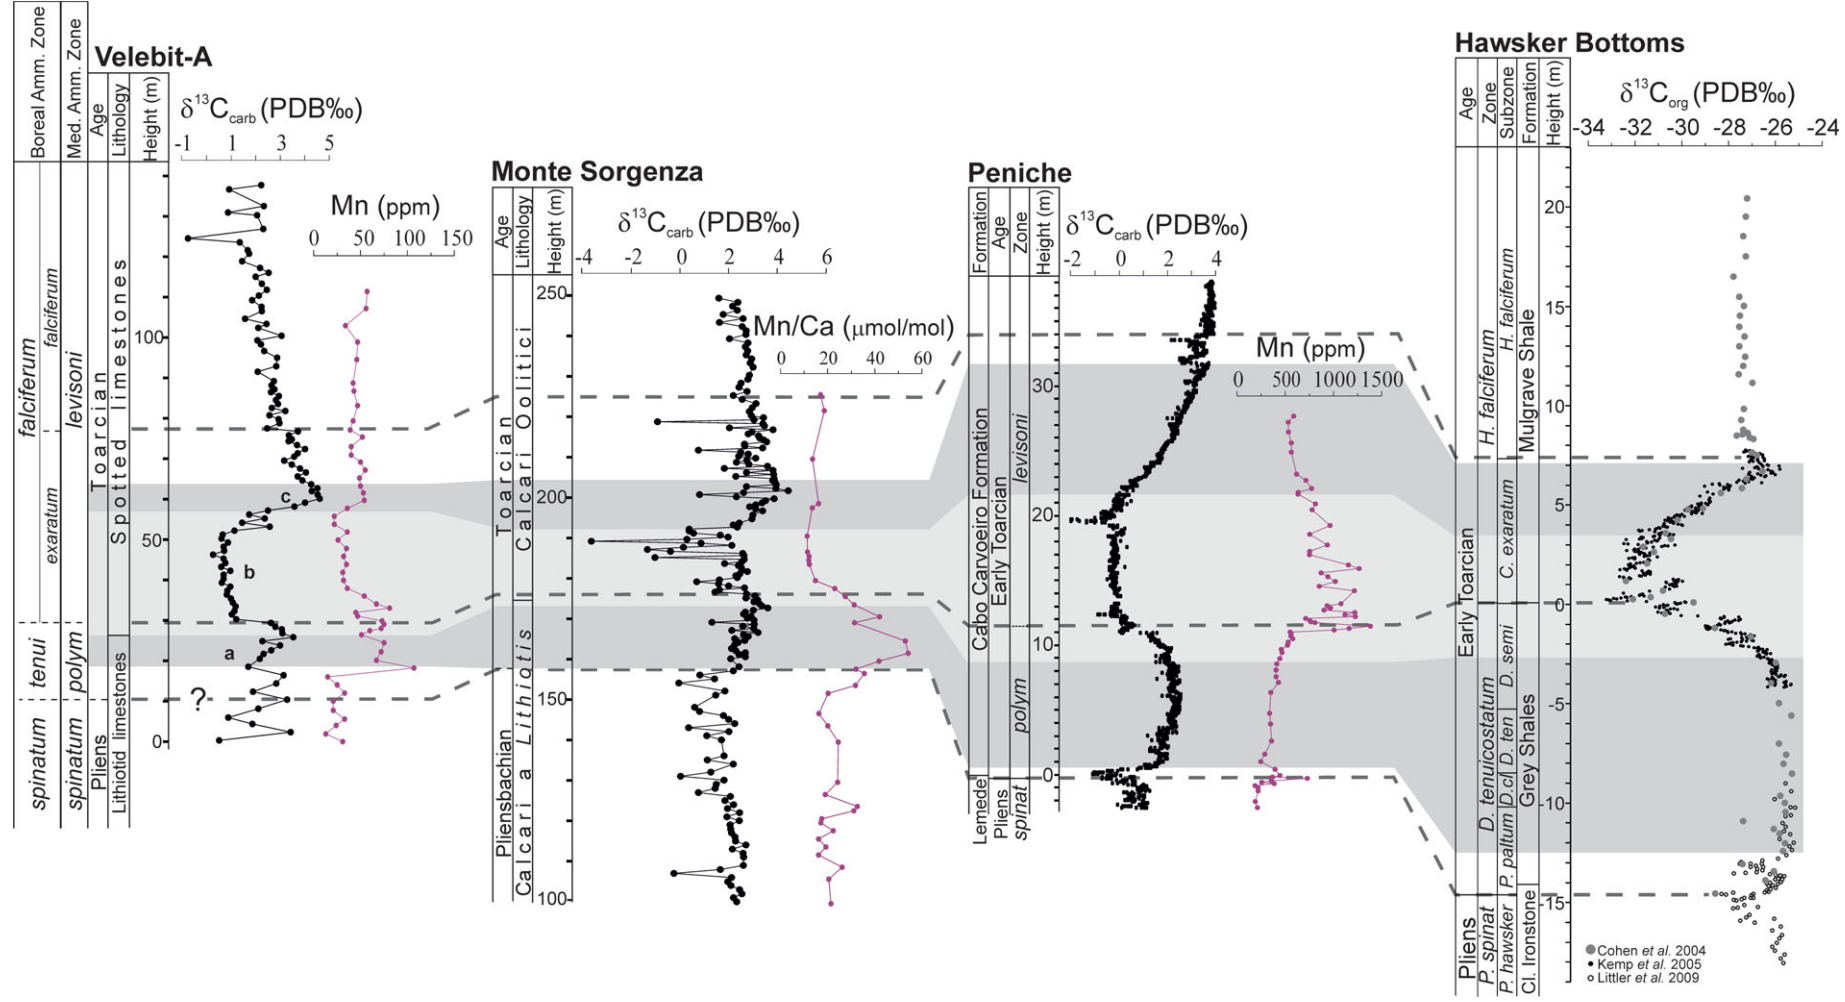 Boreal Amm. Zone
Med. Amm. Zone
falciferum
falciferum
exaratum
tenui
spinatum
levisoni
polym
spinatum
Velebit-A
Age
Lithology
Height (m)
δ13Ccarb (PDB‰)
-1 1 3 5
Mn (ppm)
0 50 100 150
Toarcian
Pliens
Spotted limestones
Lithiotid limestones
100
50
0
a
b
c
?
Monte Sorgenza
Age
Lithology
Height (m)
δ13Ccarb (PDB‰)
-4 -2 0 2 4 6
Mn/Ca (μmol/mol)
0 20 40 60
Toarcian
Pliensbachian
Calcari Oolitici
Calcari a Lithiotis
250
200
150
100
Peniche
Formation
Age
Zone
Height (m)
δ13Ccarb (PDB‰)
-2 0 2 4
Mn (ppm)
0 500 1000 1500
Cabo Carvoeiro Formation
Lemede
Early Toarcian
Pliens
levisoni
polym
spinat
30
20
10
0
Hawsker Bottoms
Age
Zone
Subzone
Formation
Height (m)
δ13Corg (PDB‰)
-34 -32 -30 -28 -26 -24
Early Toarcian
Pliens
H. falciferum
D. tenuicostatum
P. spinat
H. falciferum
C. exaratum
D. semi
D. ten
D.cl
P. paltum
P. hawsker
Mulgrave Shale
Grey Shales
Cl. Ironstone
20
15
10
5
0
-5
-10
-15
Cohen et al. 2004
Kemp et al. 2005
Littler et al. 2009